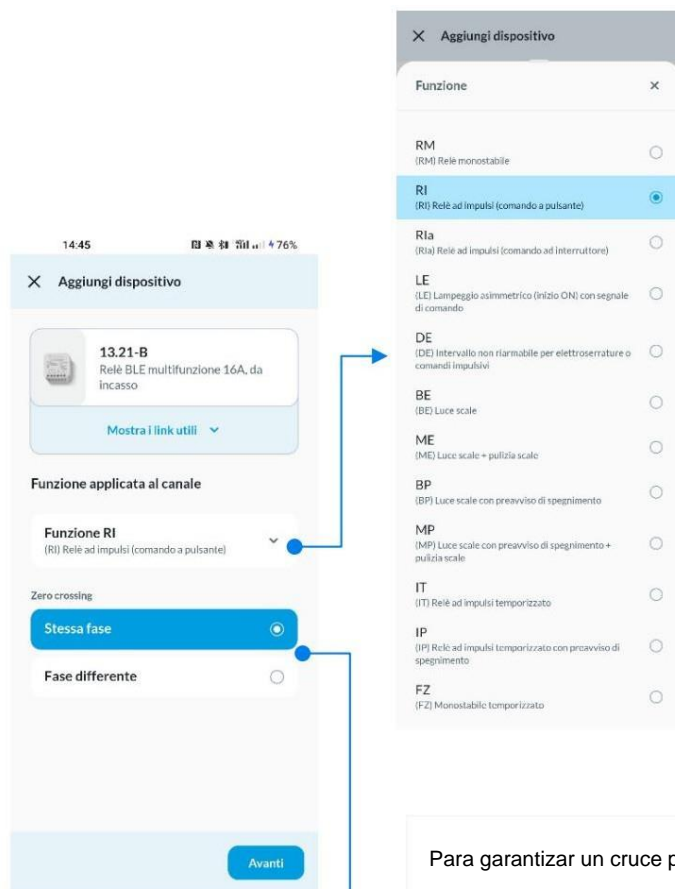 14:45
76%
Aggiungi dispositivo
13.21-B
Relè BLE multifunzione 16A, da
incasso
Mostra i link utili
Funzione applicata al canale
Funzione RI
(RI) Relè ad impulsi (comando a pulsante)
Zero crossing
Stessa fase
Fase differente
Avanti
Aggiungi dispositivo
Funzione
RM
(RM) Relè monostabile
RI
(RI) Relè ad impulsi (comando a pulsante)
RIa
(RIa) Relè ad impulsi (comando ad interruttore)
LE
(LE) Lampeggio asimmetrico (inizio ON) con segnale
di comando
DE
(DE) Intervallo non riarmabile per elettroserrature o
comandi impulsivi
BE
(BE) Luce scale
ME
(ME) Luce scale + pulizia scale
BP
(BP) Luce scale con preavviso di spegnimento
MP
(MP) Luce scale con preavviso di spegnimento +
pulizia scale
IT
(IT) Relè ad impulsi temporizzato
IP
(IP) Relè ad impulsi temporizzato con preavviso di
spegnimento
FZ
(FZ) Monostabile temporizzato
Para garantizar un cruce p